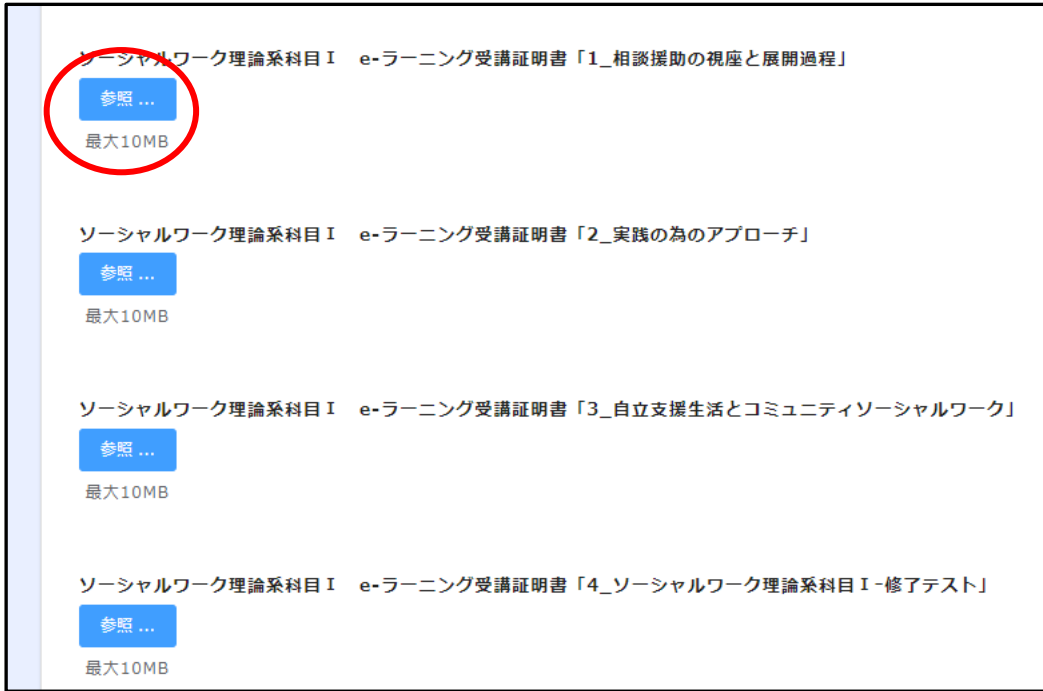 ソーシャルワーク理論系科目Ⅰ　e-ラーニング受講証明書「1_相談援助の視座と展開過程」
参照 ...
最大10MB
ソーシャルワーク理論系科目Ⅰ　e-ラーニング受講証明書「2_実践の為のアプローチ」
参照 ...
最大10MB
ソーシャルワーク理論系科目Ⅰ　e-ラーニング受講証明書「3_自立支援生活とコミュニティソーシャルワーク」
参照 ...
最大10MB
ソーシャルワーク理論系科目Ⅰ　e-ラーニング受講証明書「4_ソーシャルワーク理論系科目Ⅰ-修了テスト」
参照 ...
最大10MB